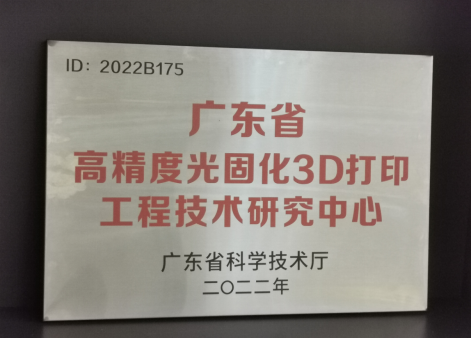 ID：2022B175
广东省
高精度光固化3D打印
工程技术研究中心
广东省科学技术厅
二〇二二年